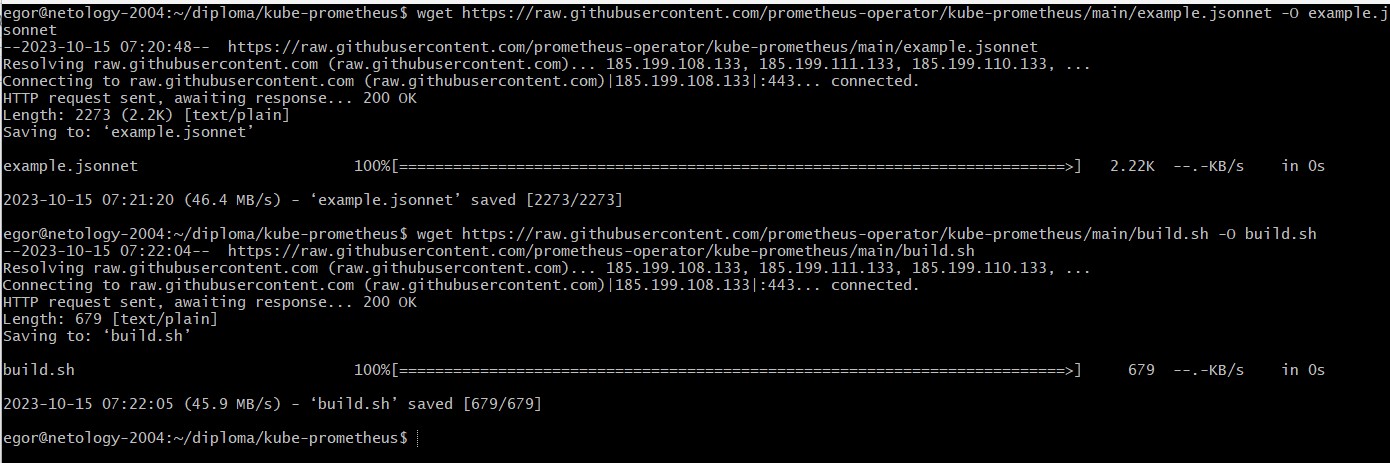 egor@netology-2004:~/diploma/kube-prometheus$ wget https://raw.githubusercontent.com/prometheus-operator/kube-prometheus/main/example.jsonnet -O example.j
sonnet
--2023-10-15 07:20:48--  https://raw.githubusercontent.com/prometheus-operator/kube-prometheus/main/example.jsonnet
Resolving raw.githubusercontent.com (raw.githubusercontent.com)... 185.199.108.133, 185.199.111.133, 185.199.110.133, ...
Connecting to raw.githubusercontent.com (raw.githubusercontent.com)|185.199.108.133|:443... connected.
HTTP request sent, awaiting response... 200 OK
Length: 2273 (2.2K) [text/plain]
Saving to: ‘example.jsonnet’
example.jsonnet                        100%[==========================================================================>]   2.22K  --.-KB/s    in 0s
2023-10-15 07:21:20 (46.4 MB/s) - ‘example.jsonnet’ saved [2273/2273]
egor@netology-2004:~/diploma/kube-prometheus$ wget https://raw.githubusercontent.com/prometheus-operator/kube-prometheus/main/build.sh -O build.sh
--2023-10-15 07:22:04--  https://raw.githubusercontent.com/prometheus-operator/kube-prometheus/main/build.sh
Resolving raw.githubusercontent.com (raw.githubusercontent.com)... 185.199.108.133, 185.199.111.133, 185.199.110.133, ...
Connecting to raw.githubusercontent.com (raw.githubusercontent.com)|185.199.108.133|:443... connected.
HTTP request sent, awaiting response... 200 OK
Length: 679 [text/plain]
Saving to: ‘build.sh’
build.sh                               100%[==========================================================================>]     679  --.-KB/s    in 0s
2023-10-15 07:22:05 (45.9 MB/s) - ‘build.sh’ saved [679/679]
egor@netology-2004:~/diploma/kube-prometheus$